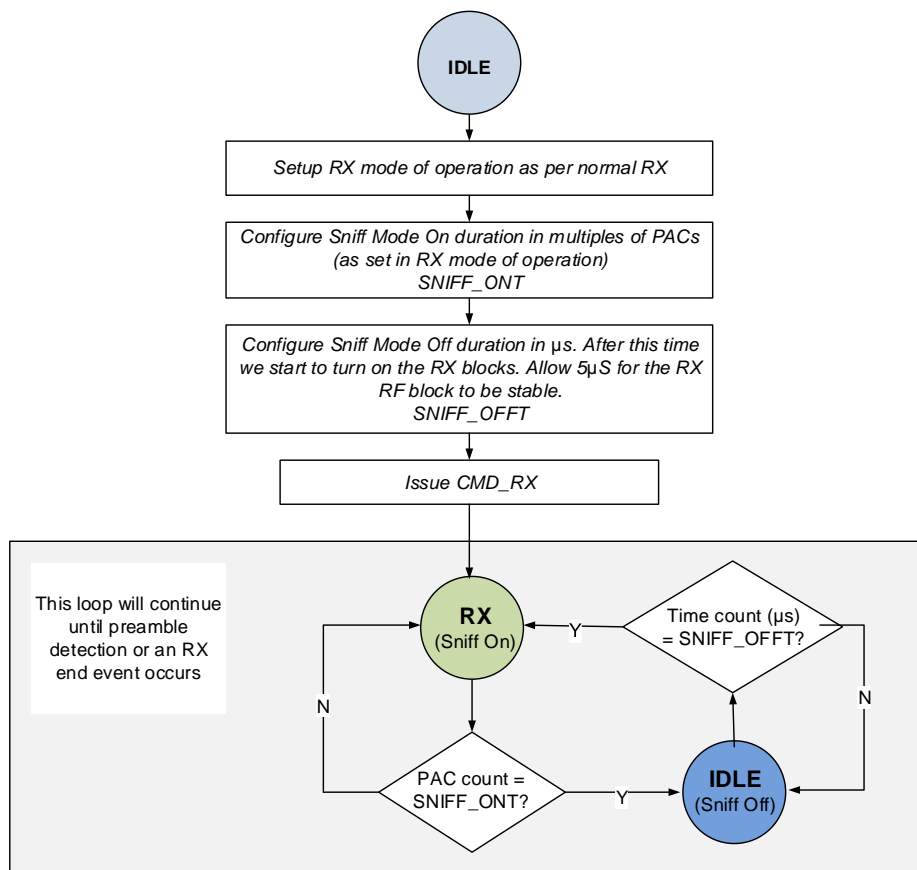 IDLE
Setup RX mode of operation as per normal RX
Configure Sniff Mode On duration in multiples of PACs
(as set in RX mode of operation)
SNIFF_ONT
Configure Sniff Mode Off duration in µs. After this time
we start to turn on the RX blocks. Allow 5µS for the RX
RF block to be stable.
SNIFF_OFFT
Issue CMD_RX
This loop will continue
until preamble
detection or an RX
end event occurs
RX
(Sniff On)
Y
Time count (µs)
= SNIFF_OFFT?
N
N
PAC count =
SNIFF_ONT?
Y
IDLE
(Sniff Off)